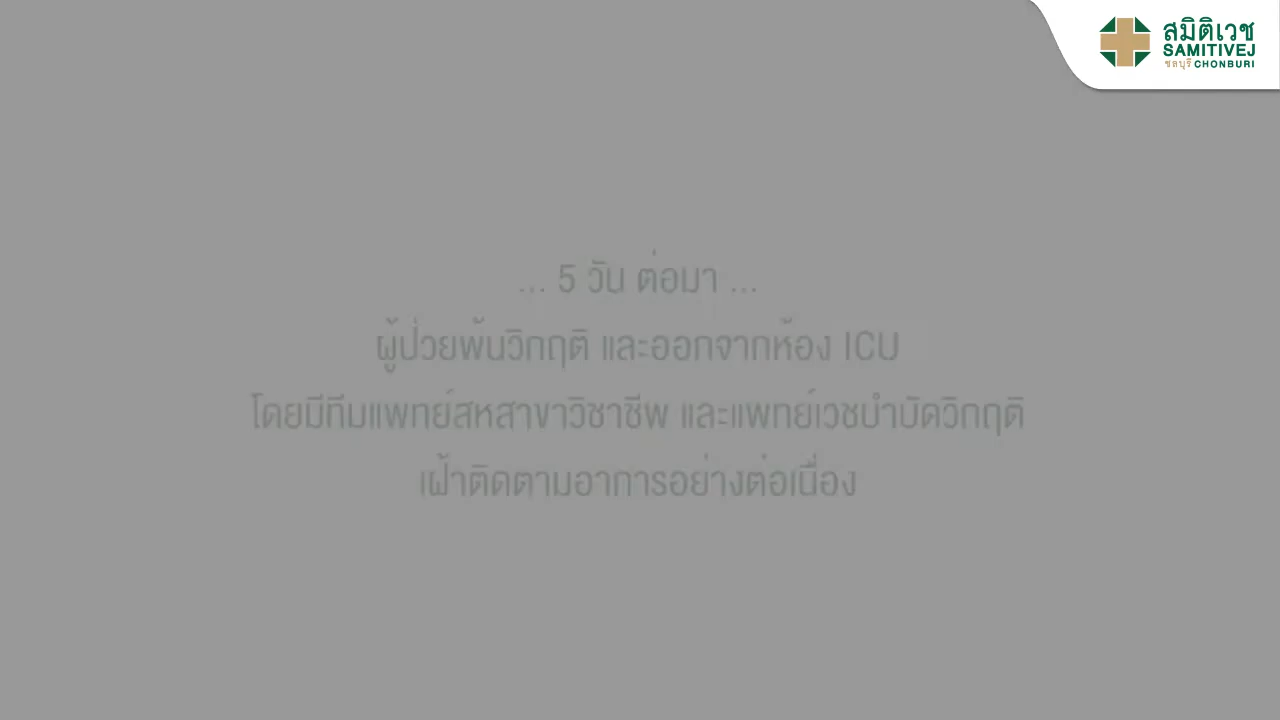 สมิติเวช
SAMITIVEJ
ชลบุรี CHONBURI
... 5 วัน ต่อมา ...
ผู้ป่วยพ้นวิกฤติ และออกจากห้อง ICU
โดยมีทีมแพทย์สหสาขาวิชาชีพ และแพทย์เวชบำบัดวิกฤติ
เฝ้าติดตามอาการอย่างต่อเนื่อง